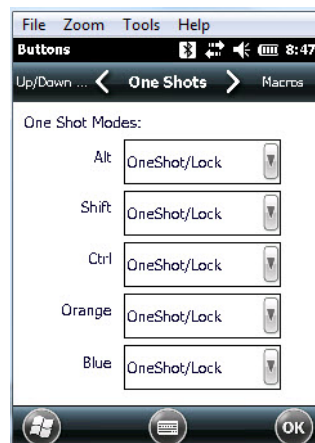 File Zoom Tools Help
Buttons 8:47
Up/Down ... One Shots Macros
One Shot Modes:
Alt OneShot/Lock
Shift OneShot/Lock
Ctrl OneShot/Lock
Orange OneShot/Lock
Blue OneShot/Lock
OK